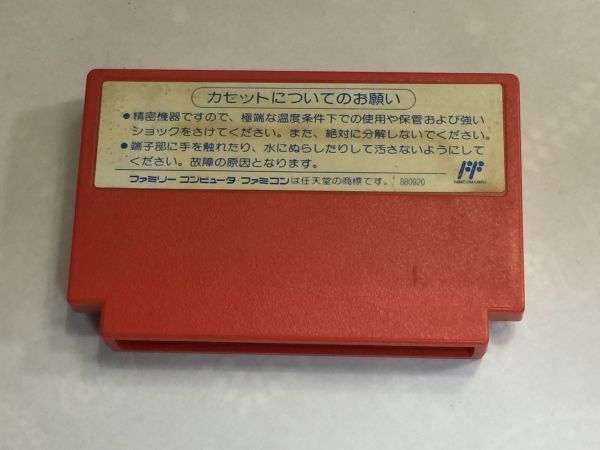 カセットについてのお願い
●精密機器ですので、極端な温度条件下での使用や保管および強い
ショックをさけてください。また、絶対に分解しないでください。
●端子部に手を触れたり、水にぬらしたりして汚さないようにして
ください。故障の原因となります。
ファミリー コンピュータ・ファミコンは任天堂の商標です。 880920